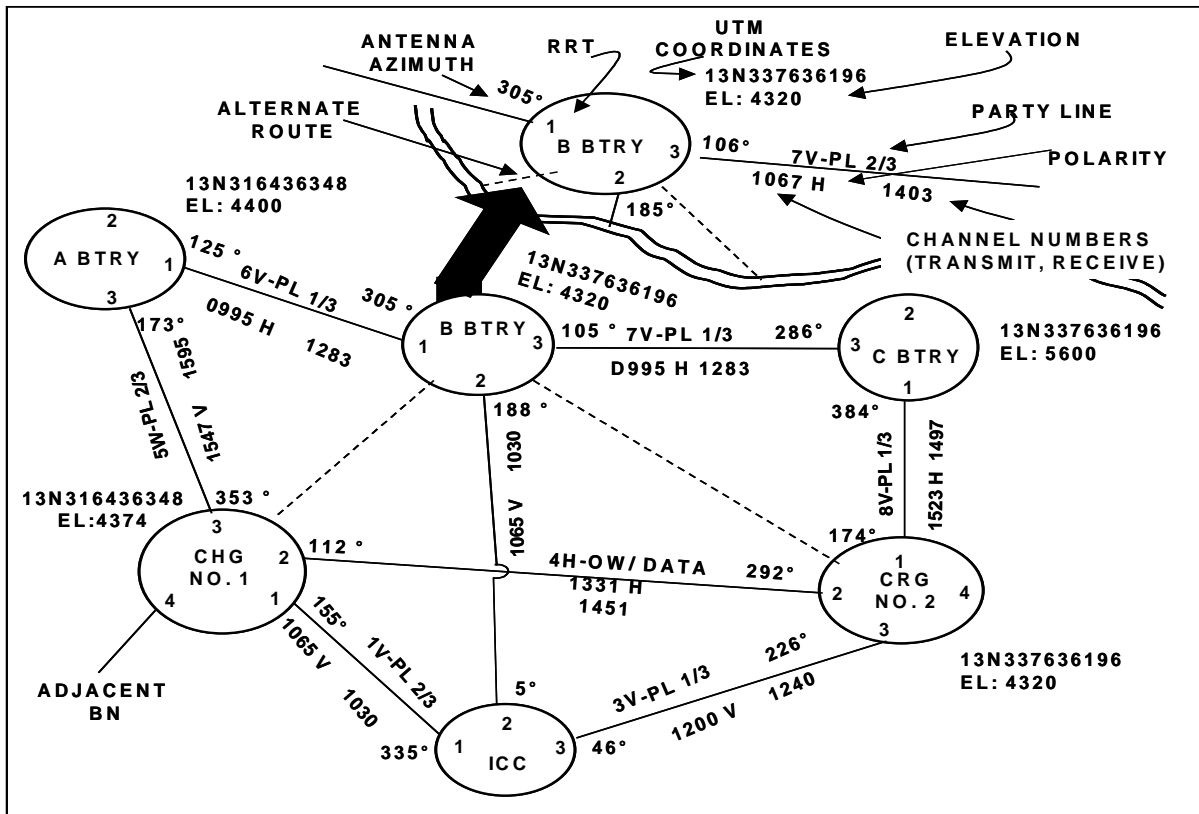 ANTENNA
AZIMUTH
RRT
UTM
COORDINATES
ELEVATION
13N337636196
EL: 4320
ALTERNATE
ROUTE
305°
1
B BTRY
3
2
106°
7V-PL 2/3
1067 H
1403
PARTY LINE
POLARITY
185°
CHANNEL NUMBERS
(TRANSMIT, RECEIVE)
13N316436348
EL: 4400
2
A BTRY
1
3
125 °
6V-PL 1/3
0995 H
1283
305 °
13N337636196
EL: 4320
B BTRY
1
3
2
105 °
7V-PL 1/3
286°
D995 H 1283
2
3
C BTRY
1
13N337636196
EL: 5600
173°
1595
5W-PL 2/3
1547 V
188 °
1030
1065 V
384°
8V-PL 1/3
1523 H 1497
13N316436348
EL:4374
353 °
3
CHG
NO. 1
2
4
1
112 °
4H-OW/ DATA
1331 H
1451
292°
174°
1
CRG
NO. 2
2
4
3
13N337636196
EL: 4320
ADJACENT
BN
155°
1065 V
1V-PL 2/3
1030
335°
5°
2
1
3
ICC
46°
3V-PL 1/3
1200 V
1240
226°